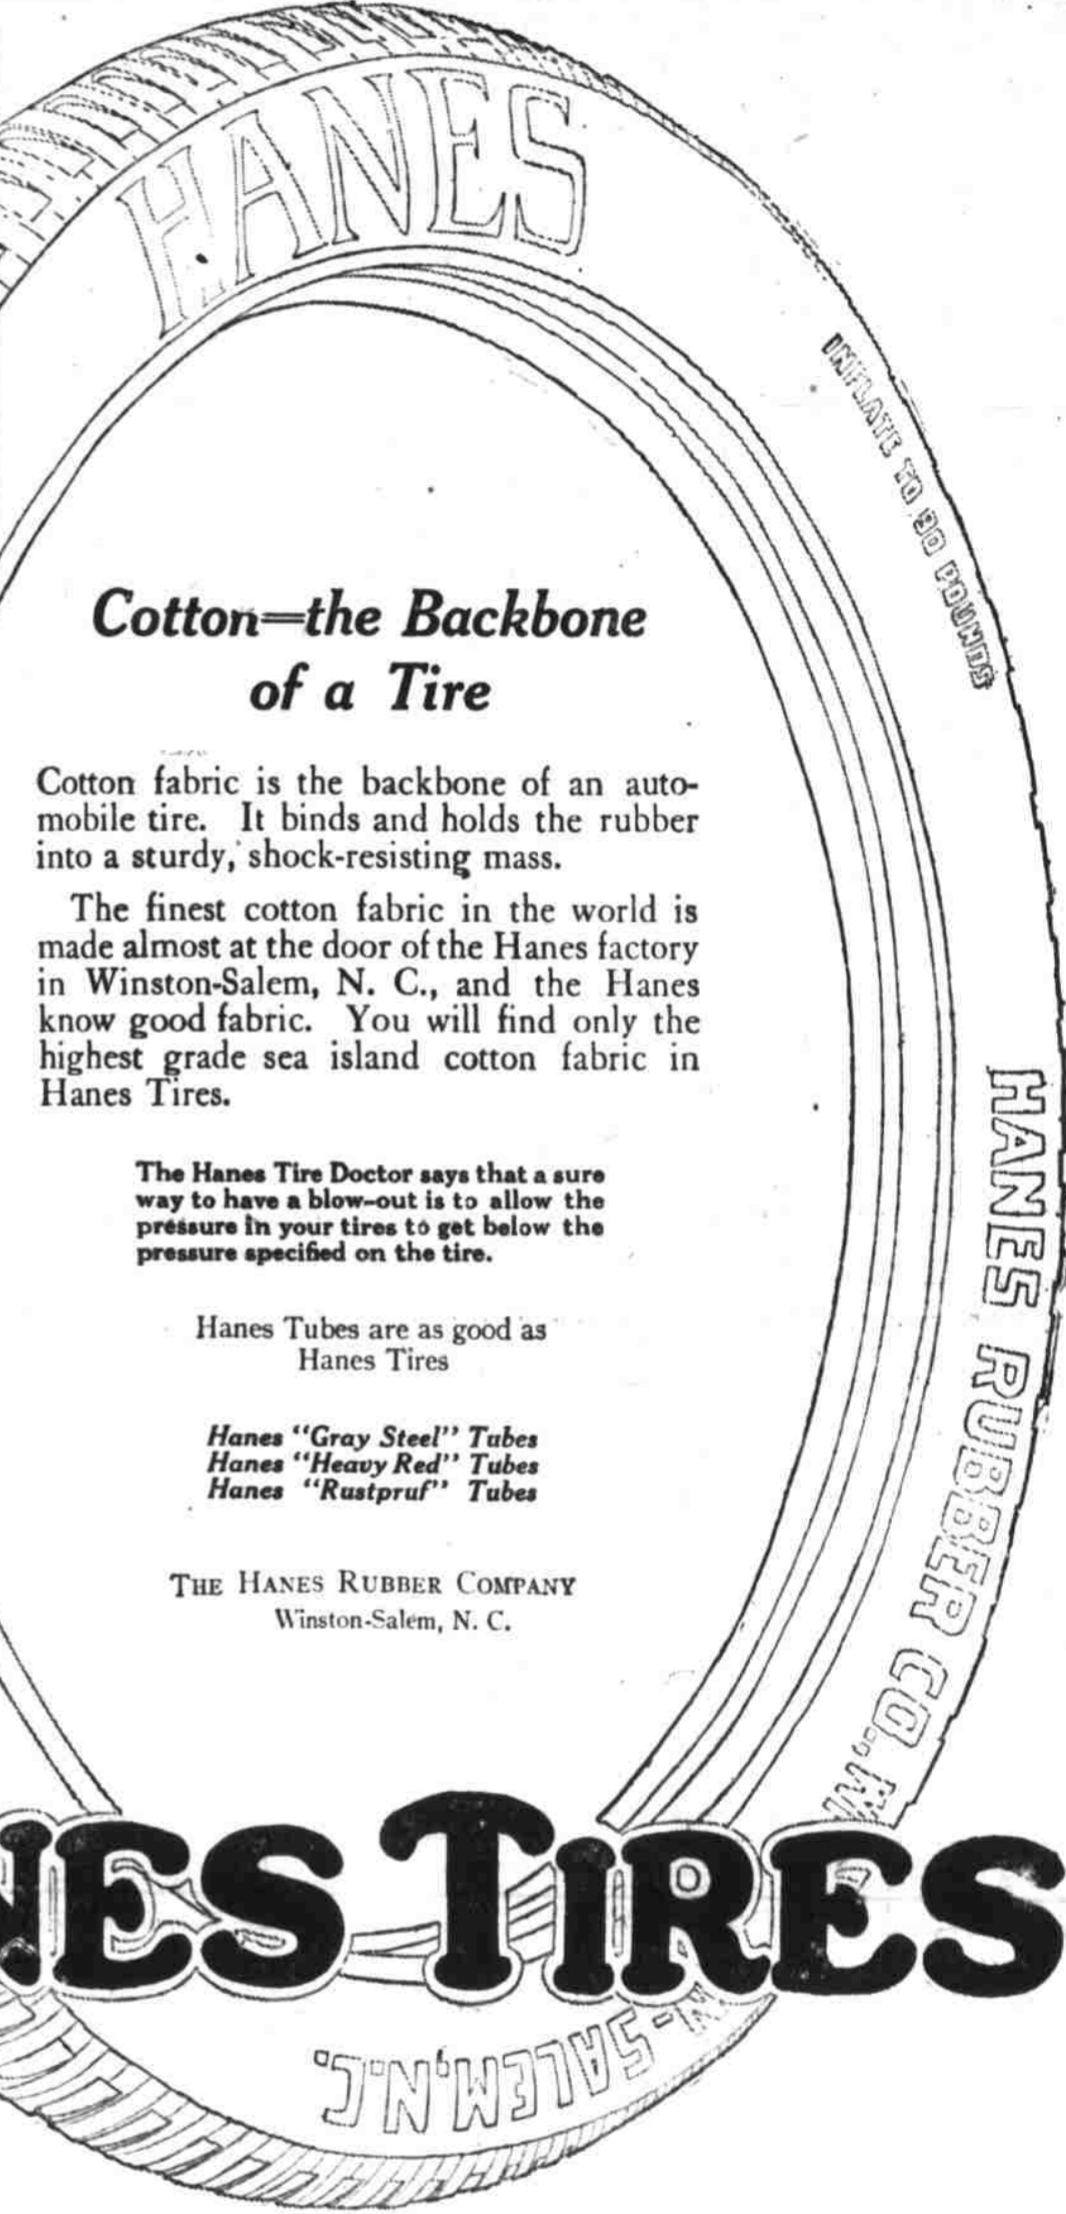 HANES
INFLATE TO 90 POUNDS
Cotton=the Backbone
of a Tire
Cotton fabric is the backbone of an auto-
mobile tire. It binds and holds the rubber
into a sturdy, shock-resisting mass.
The finest cotton fabric in the world is
made almost at the door of the Hanes factory
in Winston-Salem, N. C., and the Hanes
know good fabric. You will find only the
highest grade sea island cotton fabric in
Hanes Tires.
The Hanes Tire Doctor says that a sure
way to have a blow-out is to allow the
pressure in your tires to get below the
pressure specified on the tire.
Hanes Tubes are as good as
Hanes Tires
Hanes "Gray Steel" Tubes
Hanes "Heavy Red" Tubes
Hanes "Rustpruf" Tubes
THE HANES RUBBER COMPANY
Winston-Salem, N. C.
HANES RUBBER CO., W
NES TIRES
N-SALEM, N.C.